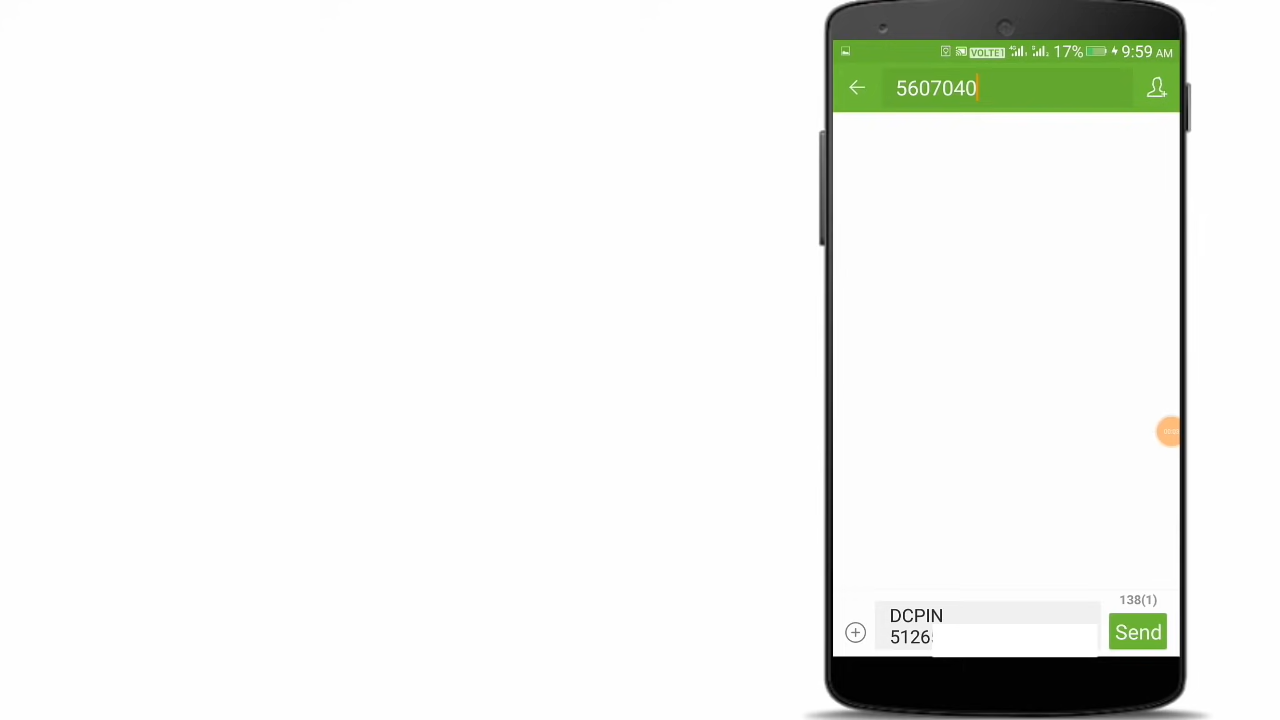 VOLTE1 17% 9:59 AM
5607040
138(1)
DCPIN
5126
Send